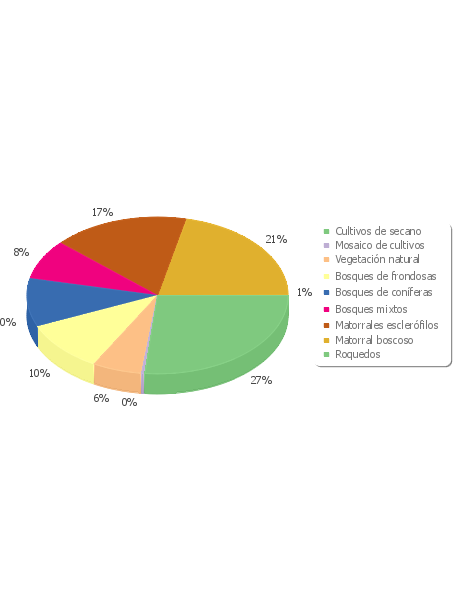 17%
21%
8%
1%
0%
10%
6%
0%
27%
Cultivos de secano
Mosaico de cultivos
Vegetación natural
Bosques de frondosas
Bosques de coníferas
Bosques mixtos
Matorrales esclerófilos
Matorral boscoso
Roquedos